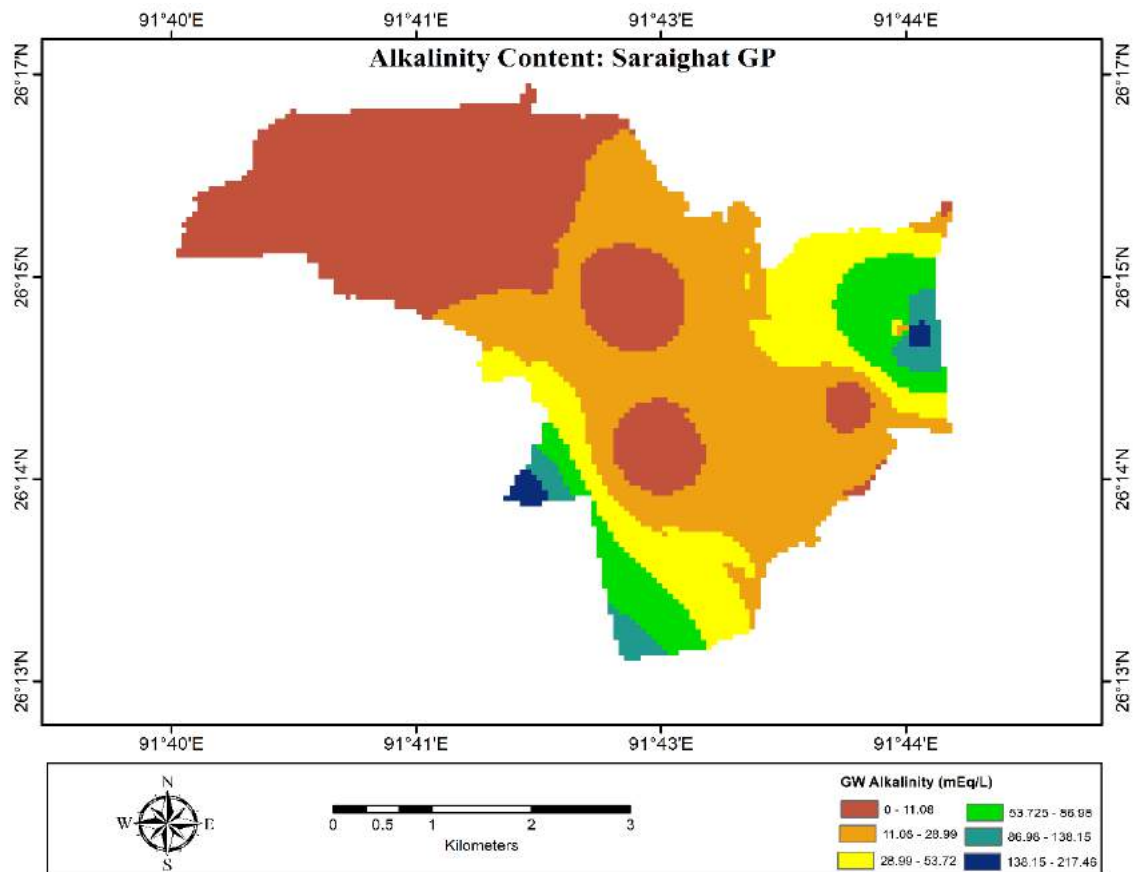 91°40'E 91°41'E 91°43'E 91°44'E
Alkalinity Content: Saraighat GP
26°17'N 26°17'N
26°15'N 26°15'N
26°14'N 26°14'N
26°13'N 26°13'N
91°40'E 91°41'E 91°43'E 91°44'E
N
W E
S
0 0.5 1 2 3
Kilometers
GW Alkalinity (mEq/L)
0 - 11.08 53.725 - 86.98
11.08 - 28.99 86.98 - 138.15
28.99 - 53.72 138.15 - 217.46